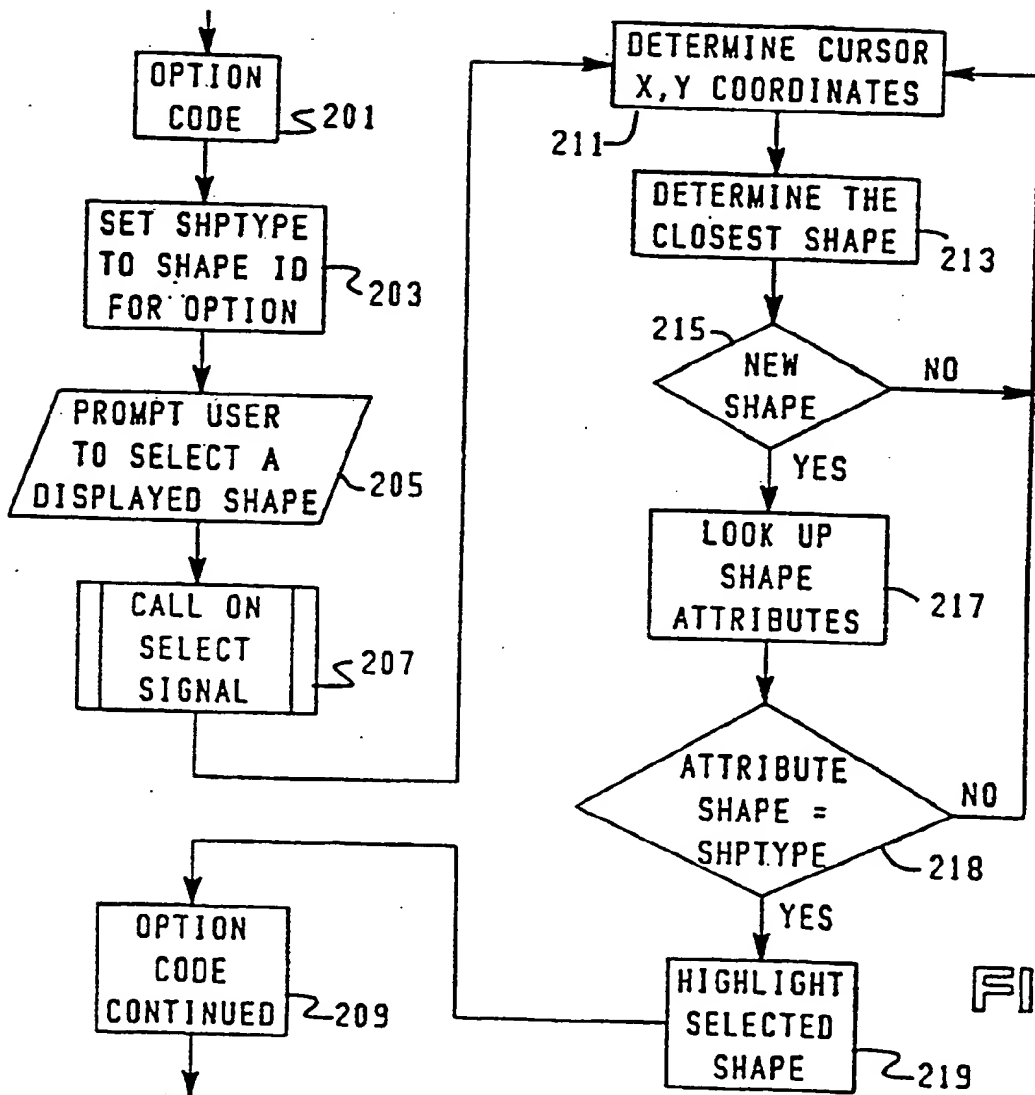 OPTION
CODE
201
SET SHPTYPE
TO SHAPE ID
FOR OPTION
203
PROMPT USER
TO SELECT A
DISPLAYED SHAPE
205
CALL ON
SELECT
SIGNAL
207
OPTION
CODE
CONTINUED
209
DETERMINE CURSOR
X,Y COORDINATES
211
DETERMINE THE
CLOSEST SHAPE
213
215
NEW
SHAPE
NO
YES
LOOK UP
SHAPE
ATTRIBUTES
217
ATTRIBUTE
SHAPE =
SHPTYPE
NO
218
YES
HIGHLIGHT
SELECTED
SHAPE
219
FI